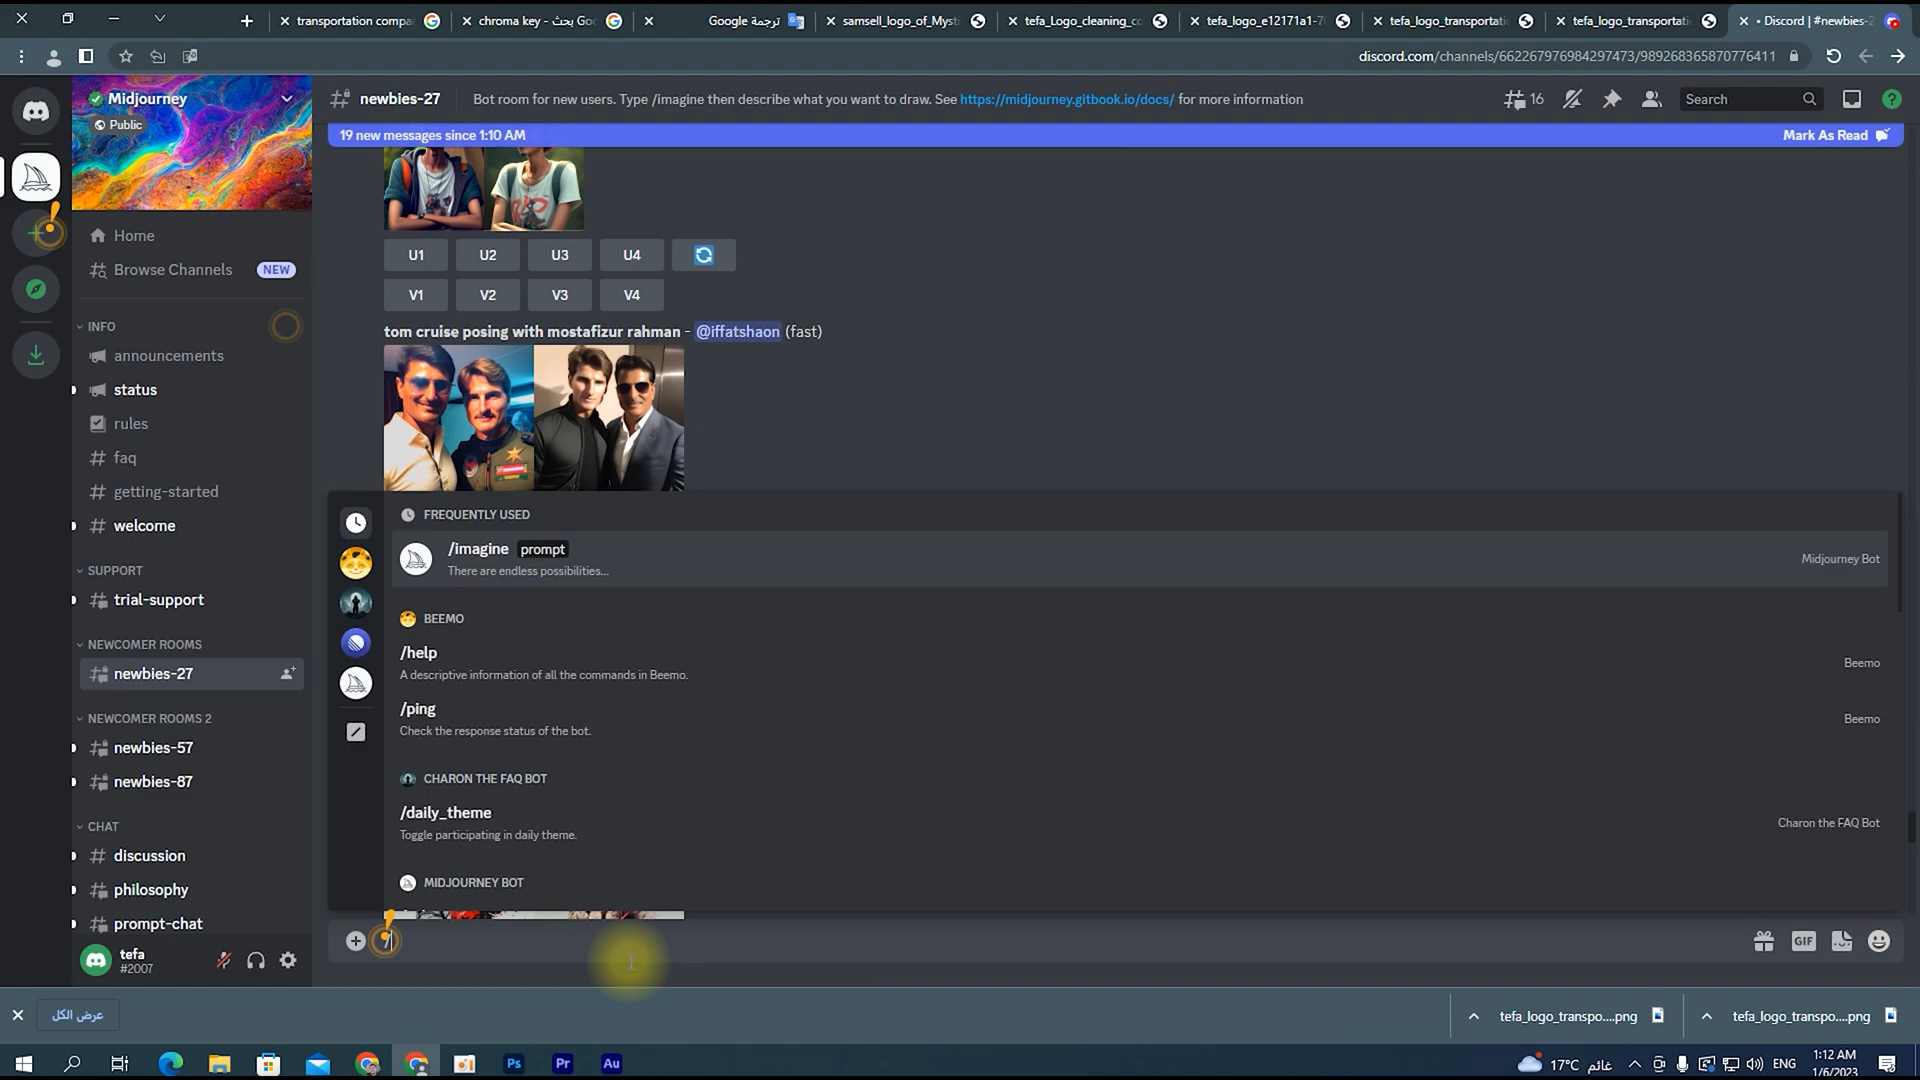 transportation compa
chroma key - بحث Goo
ترجمة Google
samsell_logo_of_Myst
tefa_Logo_cleaning_co
tefa_logo_e12171a1-7
tefa_logo_transportati
tefa_logo_transportati
• Discord | #newbies-2
discord.com/channels/662267976984297473/989268365870776411
Midjourney
Public
Home
Browse Channels NEW
INFO
announcements
status
rules
faq
getting-started
welcome
SUPPORT
trial-support
NEWCOMER ROOMS
newbies-27
NEWCOMER ROOMS 2
newbies-57
newbies-87
CHAT
discussion
philosophy
prompt-chat
tefa
#2007
newbies-27 Bot room for new users. Type /imagine then describe what you want to draw. See https://midjourney.gitbook.io/docs/ for more information
16
Search
19 new messages since 1:10 AM
Mark As Read
U1 U2 U3 U4
V1 V2 V3 V4
tom cruise posing with mostafizur rahman - @iffatshaon (fast)
FREQUENTLY USED
/imagine prompt
There are endless possibilities...
Midjourney Bot
BEEMO
/help
A descriptive information of all the commands in Beemo.
Beemo
/ping
Check the response status of the bot.
Beemo
CHARON THE FAQ BOT
/daily_theme
Toggle participating in daily theme.
Charon the FAQ Bot
MIDJOURNEY BOT
/
GIF
عرض الكل
tefa_logo_transpo....png
tefa_logo_transpo....png
Ps
Pr
Au
17°C غائم
ENG
1:12 AM
1/6/2023